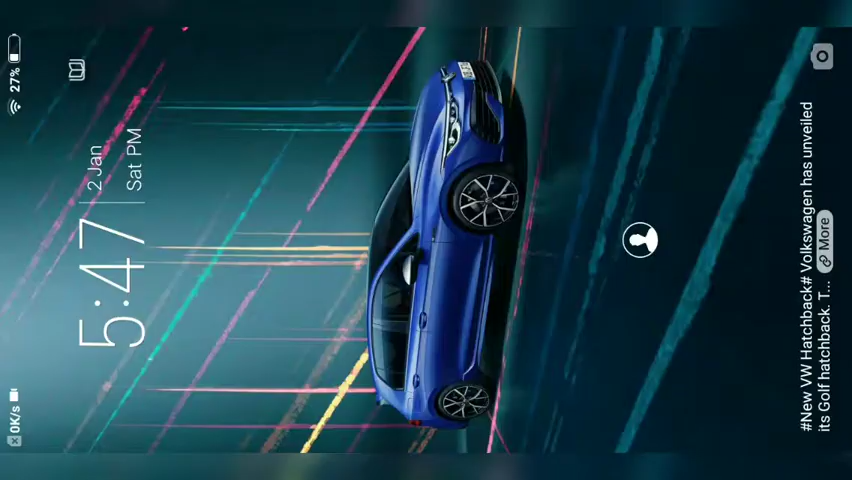 0K/s
27%
5:47
2 Jan
Sat PM
#New VW Hatchback# Volkswagen has unveiled
its Golf hatchback. T... More